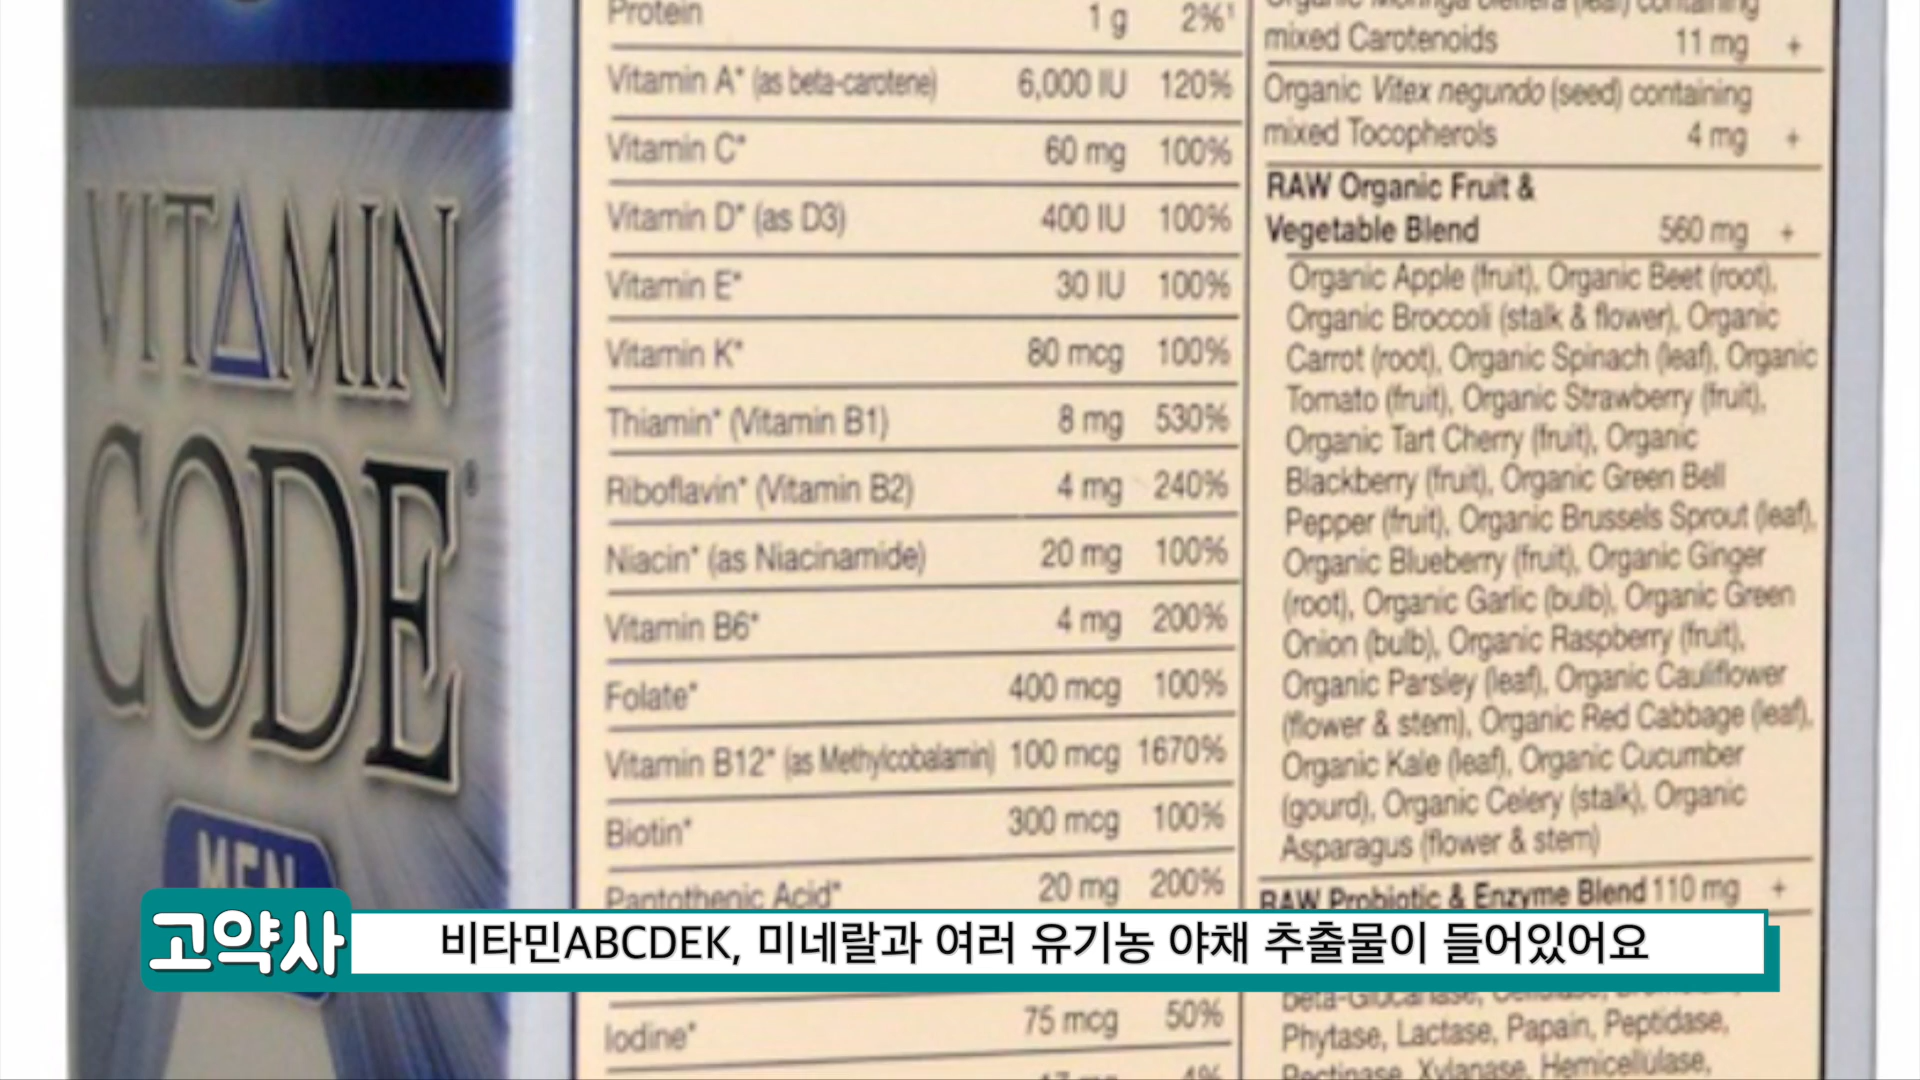 VITAMIN
CODE®
MEN
Protein 1 g 2%¹
Vitamin A* (as beta-carotene) 6,000 IU 120%
Vitamin C* 60 mg 100%
Vitamin D* (as D3) 400 IU 100%
Vitamin E* 30 IU 100%
Vitamin K* 80 mcg 100%
Thiamin* (Vitamin B1) 8 mg 530%
Riboflavin* (Vitamin B2) 4 mg 240%
Niacin* (as Niacinamide) 20 mg 100%
Vitamin B6* 4 mg 200%
Folate* 400 mcg 100%
Vitamin B12* (as Methylcobalamin) 100 mcg 1670%
Biotin* 300 mcg 100%
Pantothenic Acid* 20 mg 200%
Iodine* 75 mcg 50%
Organic Moringa oleifera (leaf) containing
mixed Carotenoids 11 mg +
Organic Vitex negundo (seed) containing
mixed Tocopherols 4 mg +
RAW Organic Fruit &
Vegetable Blend 560 mg +
Organic Apple (fruit), Organic Beet (root),
Organic Broccoli (stalk & flower), Organic
Carrot (root), Organic Spinach (leaf), Organic
Tomato (fruit), Organic Strawberry (fruit),
Organic Tart Cherry (fruit), Organic
Blackberry (fruit), Organic Green Bell
Pepper (fruit), Organic Brussels Sprout (leaf),
Organic Blueberry (fruit), Organic Ginger
(root), Organic Garlic (bulb), Organic Green
Onion (bulb), Organic Raspberry (fruit),
Organic Parsley (leaf), Organic Cauliflower
(flower & stem), Organic Red Cabbage (leaf),
Organic Kale (leaf), Organic Cucumber
(gourd), Organic Celery (stalk), Organic
Asparagus (flower & stem)
RAW Probiotic & Enzyme Blend 110 mg +
Phytase, Lactase, Papain, Peptidase,
Pectinase, Xylanase, Hemicellulase,
고약사
비타민ABCDEK, 미네랄과 여러 유기농 야채 추출물이 들어있어요